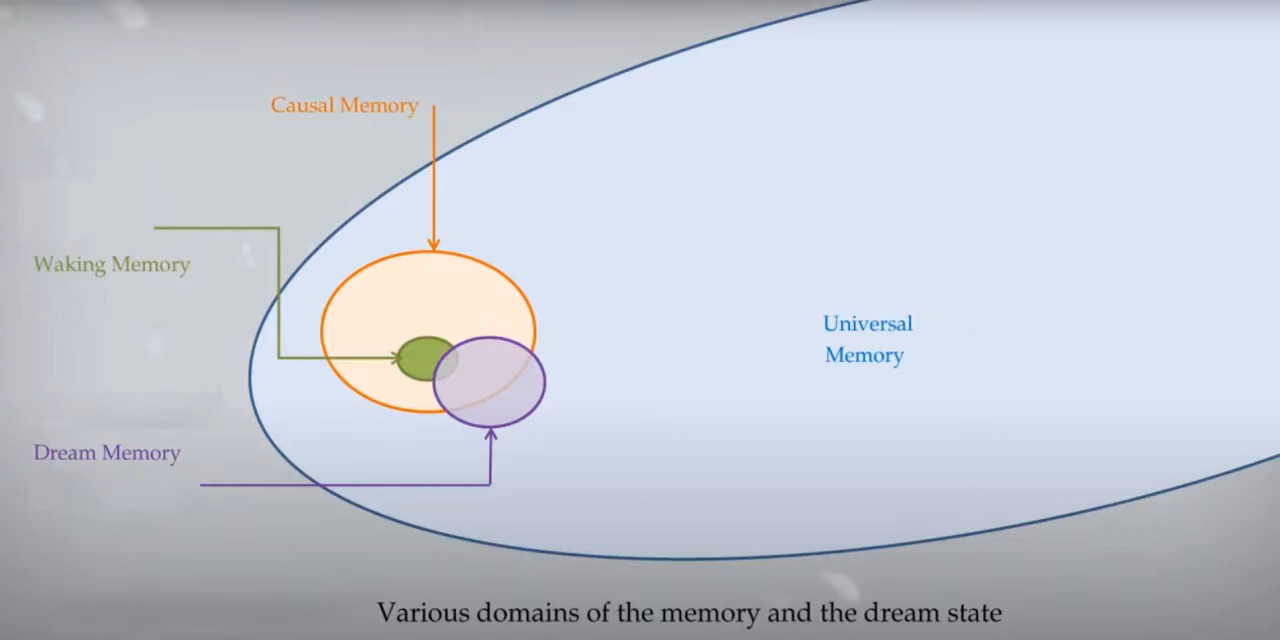 Causal Memory
Waking Memory
Universal
Memory
Dream Memory
Various domains of the memory and the dream state